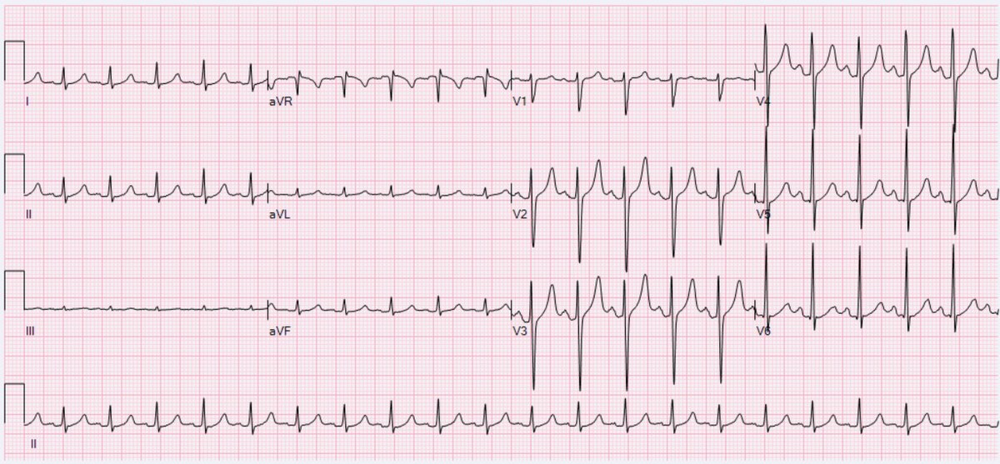 I aVR V1 V4
II aVL V2 V5
III aVF V3 V6
II